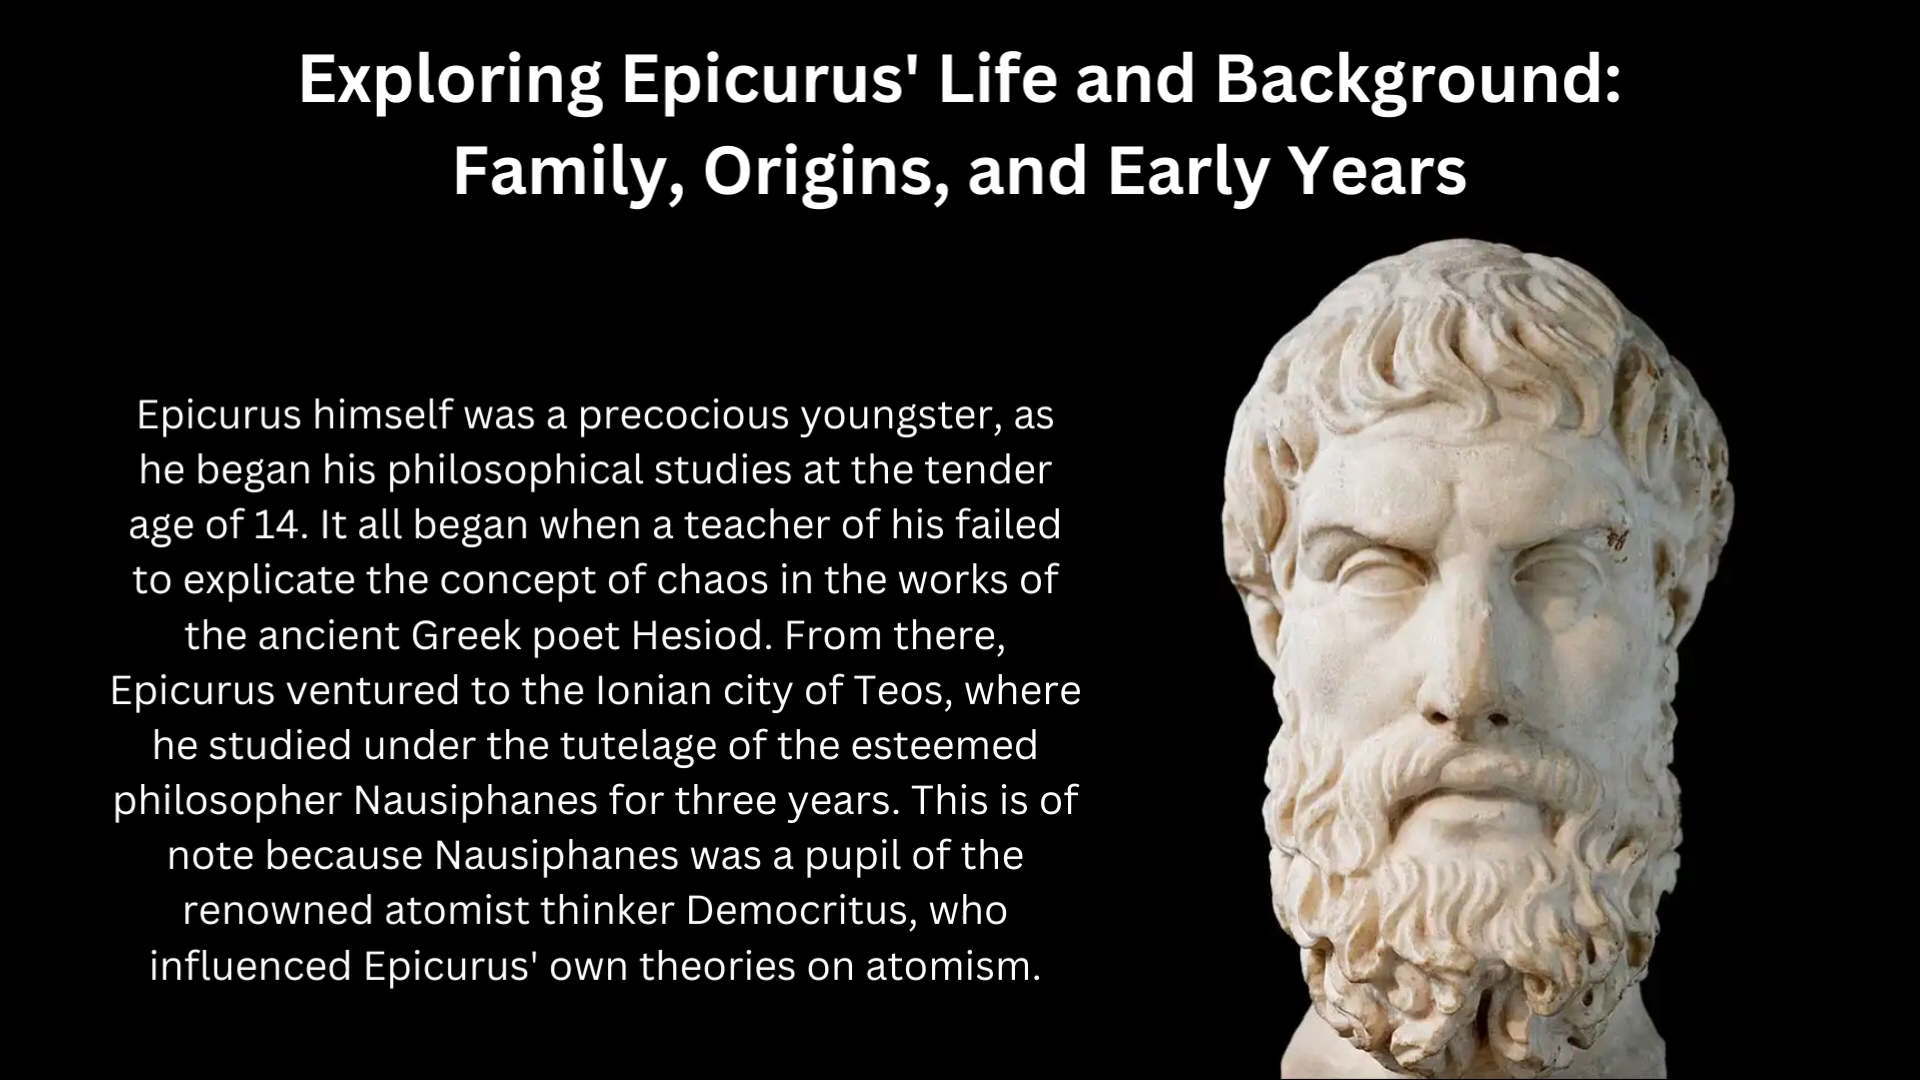 Exploring Epicurus' Life and Background:
Family, Origins, and Early Years
Epicurus himself was a precocious youngster, as
he began his philosophical studies at the tender
age of 14. It all began when a teacher of his failed
to explicate the concept of chaos in the works of
the ancient Greek poet Hesiod. From there,
Epicurus ventured to the Ionian city of Teos, where
he studied under the tutelage of the esteemed
philosopher Nausiphanes for three years. This is of
note because Nausiphanes was a pupil of the
renowned atomist thinker Democritus, who
influenced Epicurus' own theories on atomism.